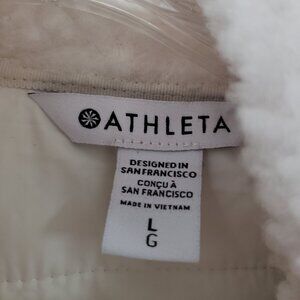 ATHLETA
DESIGNED IN
SAN FRANCISCO
CONÇU À
SAN FRANCISCO
MADE IN VIETNAM
L
G